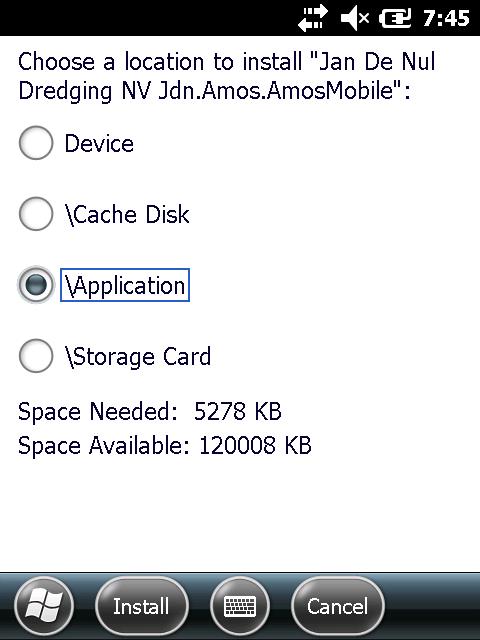 7:45
Choose a location to install "Jan De Nul
Dredging NV Jdn.Amos.AmosMobile":
Device
\Cache Disk
\Application
\Storage Card
Space Needed:  5278 KB
Space Available: 120008 KB
Install
Cancel